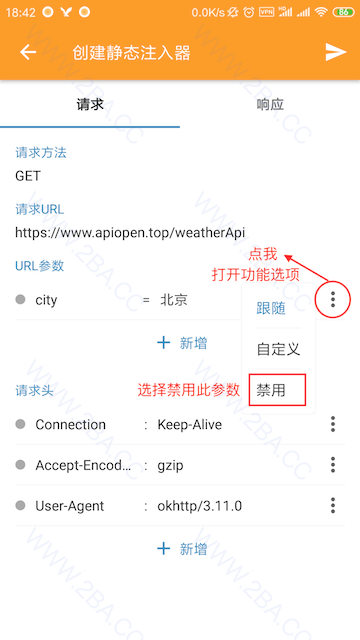 18:42
0.0K/s
VPN
86
创建静态注入器
请求
响应
请求方法
GET
请求URL
https://www.apiopen.top/weatherApi
点我
打开功能选项
URL参数
city = 北京
跟随
新增
自定义
选择禁用此参数 禁用
请求头
Connection : Keep-Alive
Accept-Encod... : gzip
User-Agent : okhttp/3.11.0
新增
WWW.2BA.CC